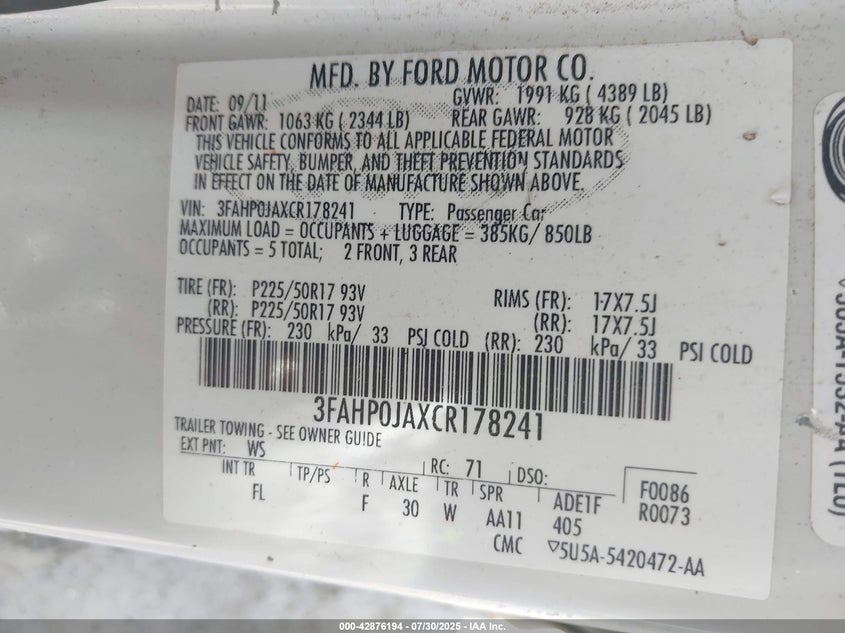 MFD. BY FORD MOTOR CO.
DATE: 09/11 GVWR: 1991 KG ( 4389 LB)
FRONT GAWR: 1063 KG ( 2344 LB) REAR GAWR: 928 KG ( 2045 LB)
THIS VEHICLE CONFORMS TO ALL APPLICABLE FEDERAL MOTOR
VEHICLE SAFETY, BUMPER, AND THEFT PREVENTION STANDARDS
IN EFFECT ON THE DATE OF MANUFACTURE SHOWN ABOVE.
VIN: 3FAHP0JAXCR178241 TYPE: Passenger Car
MAXIMUM LOAD = OCCUPANTS + LUGGAGE = 385KG/ 850LB
OCCUPANTS = 5 TOTAL; 2 FRONT, 3 REAR
TIRE (FR): P225/50R17 93V RIMS (FR): 17X7.5J
(RR): P225/50R17 93V (RR): 17X7.5J
PRESSURE (FR): 230 kPa/ 33 PSI COLD (RR): 230 kPa/ 33 PSI COLD
3FAHP0JAXCR178241
TRAILER TOWING - SEE OWNER GUIDE
EXT PNT: WS RC: 71 DSO:
INT TR TP/PS R AXLE TR SPR ADE1F F0086
FL F 30 W AA11 405 R0073
CMC ▽5U5A-5420472-AA
000-42876194 - 07/30/2025 - IAA Inc.